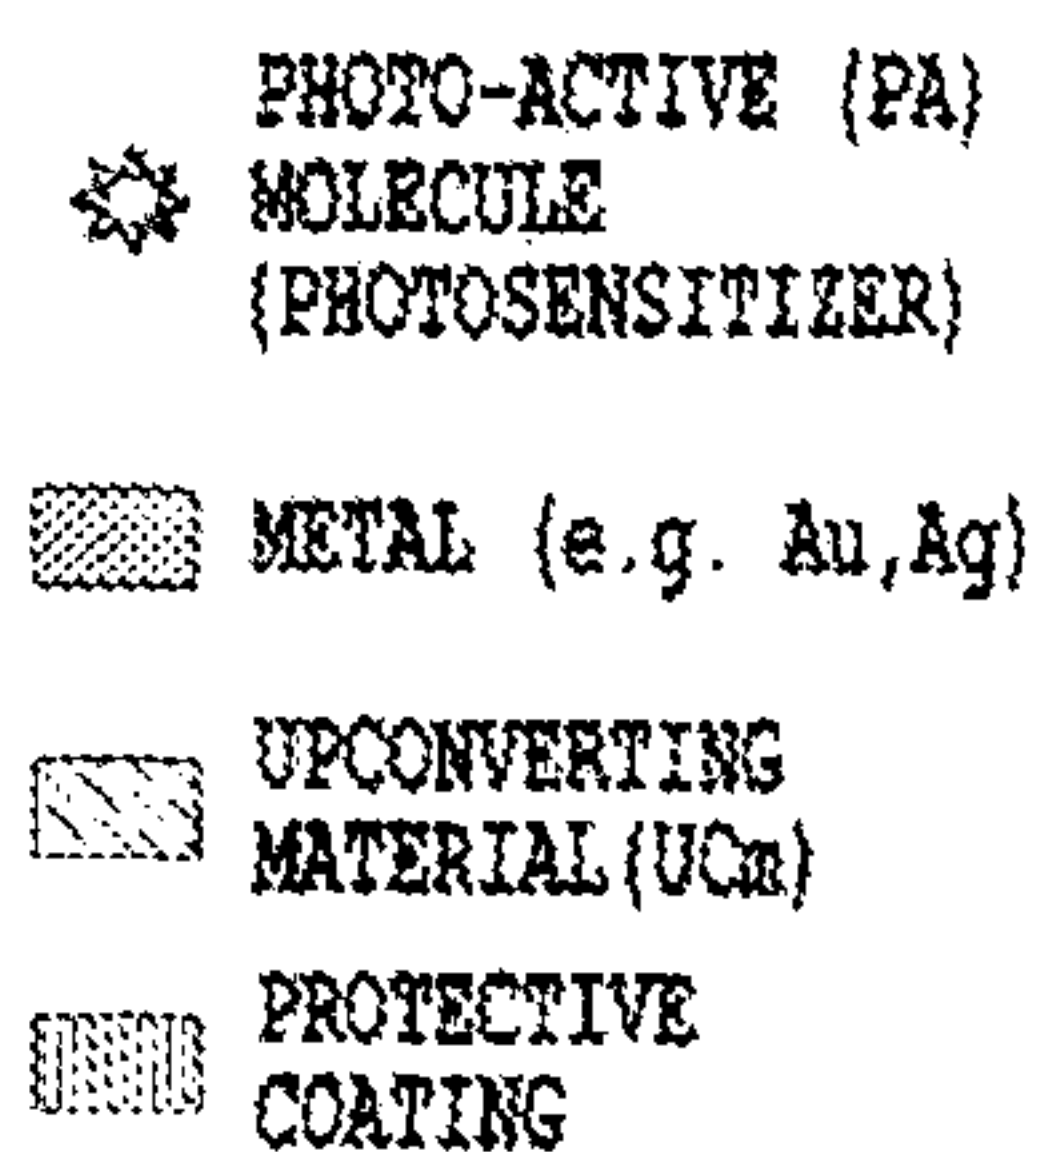 PHOTO-ACTIVE (PA)
MOLECULE
(PHOTOSENSITIZER)
METAL (e.g. Au,Ag)
UPCONVERTING
MATERIAL(UCm)
PROTECTIVE
COATING